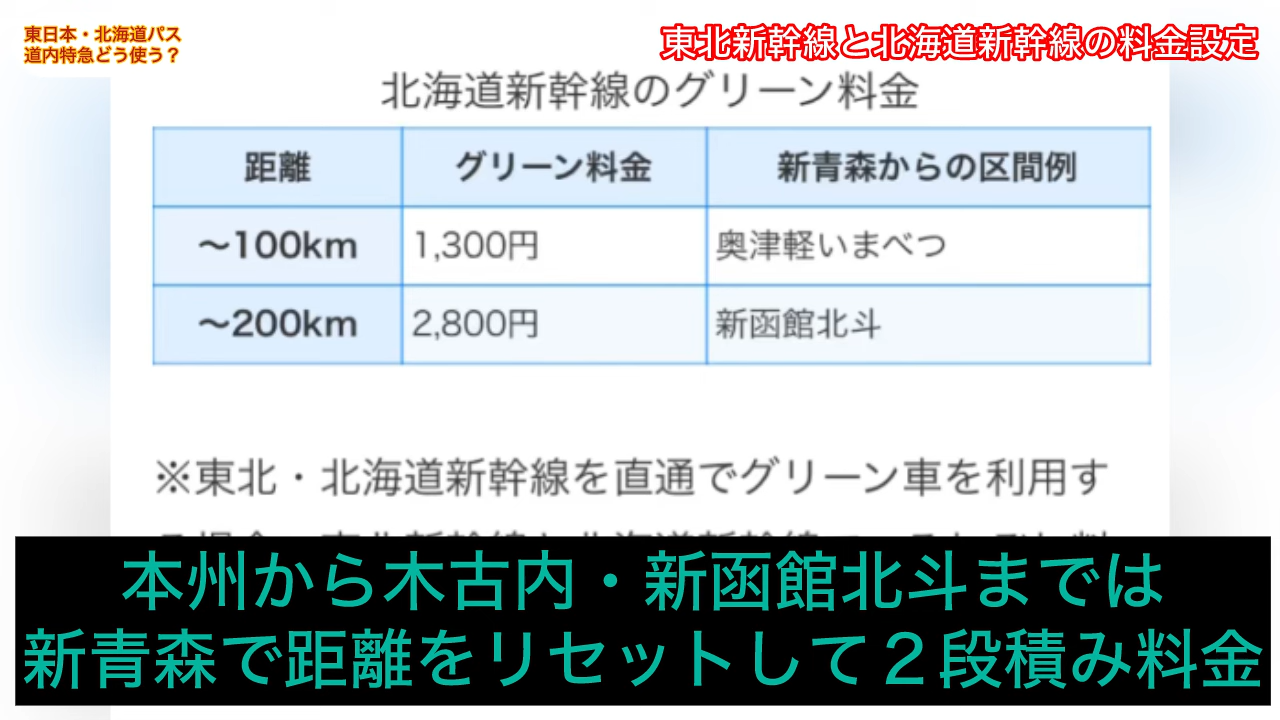 東日本・北海道パス
道内特急どう使う？
東北新幹線と北海道新幹線の料金設定
北海道新幹線のグリーン料金
距離 グリーン料金 新青森からの区間例
～100km 1,300円 奥津軽いまべつ
～200km 2,800円 新函館北斗
※東北・北海道新幹線を直通でグリーン車を利用す
本州から木古内・新函館北斗までは
新青森で距離をリセットして２段積み料金